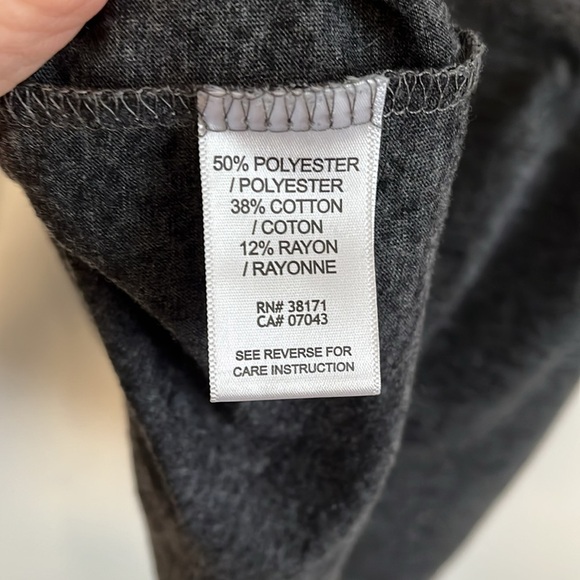 50% POLYESTER
/ POLYESTER
38% COTTON
/ COTON
12% RAYON
/ RAYONNE
RN# 38171
CA# 07043
SEE REVERSE FOR
CARE INSTRUCTION